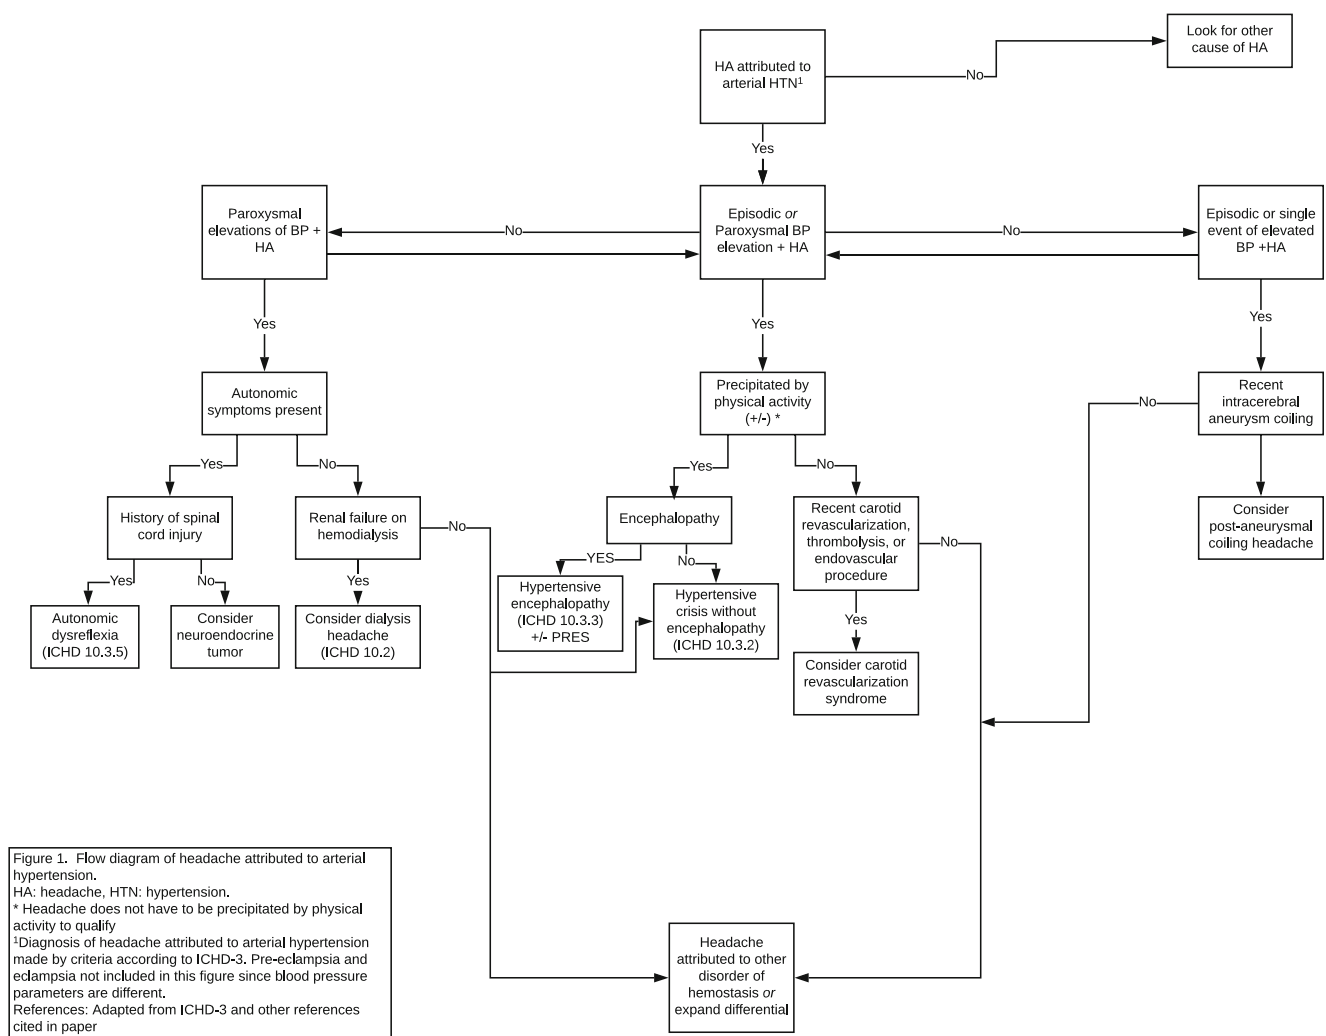 Look for other
cause of HA
HA attributed to
arterial HTN¹
No
Yes
Paroxysmal
elevations of BP +
HA
No
Episodic or
Paroxysmal BP
elevation + HA
No
Episodic or single
event of elevated
BP +HA
Yes
Yes
Yes
Autonomic
symptoms present
Precipitated by
physical activity
(+/-) *
No
Recent
intracerebral
aneurysm coiling
Yes
No
Yes
No
History of spinal
cord injury
Renal failure on
hemodialysis
No
Encephalopathy
Recent carotid
revascularization,
thrombolysis, or
endovascular
procedure
No
Consider
post-aneurysmal
coiling headache
Yes
No
Yes
YES
No
Autonomic
dysreflexia
(ICHD 10.3.5)
Consider
neuroendocrine
tumor
Consider dialysis
headache
(ICHD 10.2)
Hypertensive
encephalopathy
(ICHD 10.3.3)
+/- PRES
Hypertensive
crisis without
encephalopathy
(ICHD 10.3.2)
Yes
Consider carotid
revascularization
syndrome
Figure 1. Flow diagram of headache attributed to arterial
hypertension.
HA: headache, HTN: hypertension.
* Headache does not have to be precipitated by physical
activity to qualify
¹Diagnosis of headache attributed to arterial hypertension
made by criteria according to ICHD-3. Pre-eclampsia and
eclampsia not included in this figure since blood pressure
parameters are different.
References: Adapted from ICHD-3 and other references
cited in paper
Headache
attributed to other
disorder of
hemostasis or
expand differential